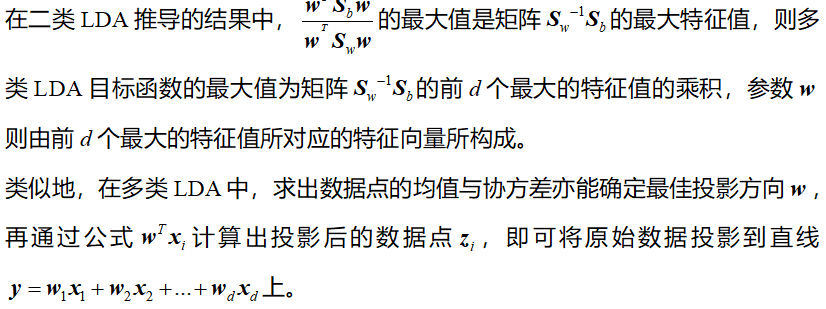 在二类 LDA 推导的结果中，wᵀS_b w / wᵀS_w w 的最大值是矩阵 S_w⁻¹S_b 的最大特征值，则多
类 LDA 目标函数的最大值为矩阵 S_w⁻¹S_b 的前 d 个最大的特征值的乘积，参数 w
则由前 d 个最大的特征值所对应的特征向量所构成。
类似地，在多类 LDA 中，求出数据点的均值与协方差亦能确定最佳投影方向 w，
再通过公式 wᵀx_i 计算出投影后的数据点 z_i，即可将原始数据投影到直线
y = w₁x₁ + w₂x₂ + ... + w_d x_d 上。